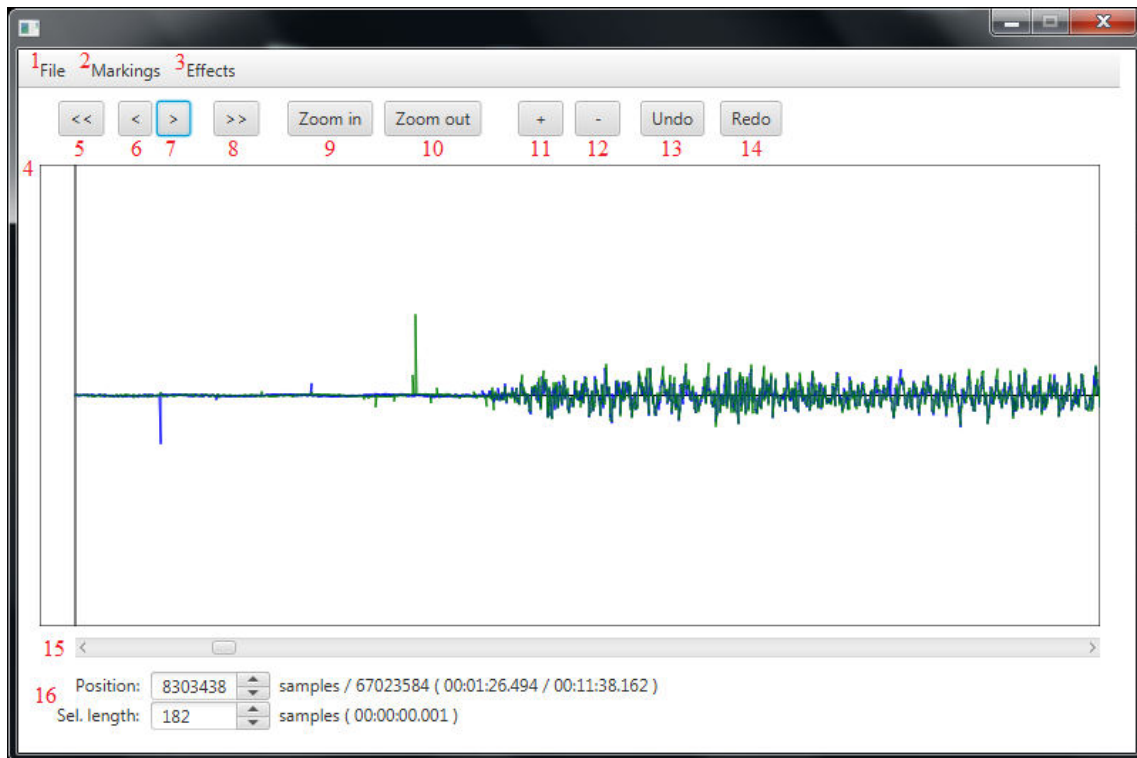 1File 2Markings 3Effects
<< < > >> Zoom in Zoom out + - Undo Redo
5 6 7 8 9 10 11 12 13 14
4
15
Position: 8303438 samples / 67023584 ( 00:01:26.494 / 00:11:38.162 )
16
Sel. length: 182 samples ( 00:00:00.001 )